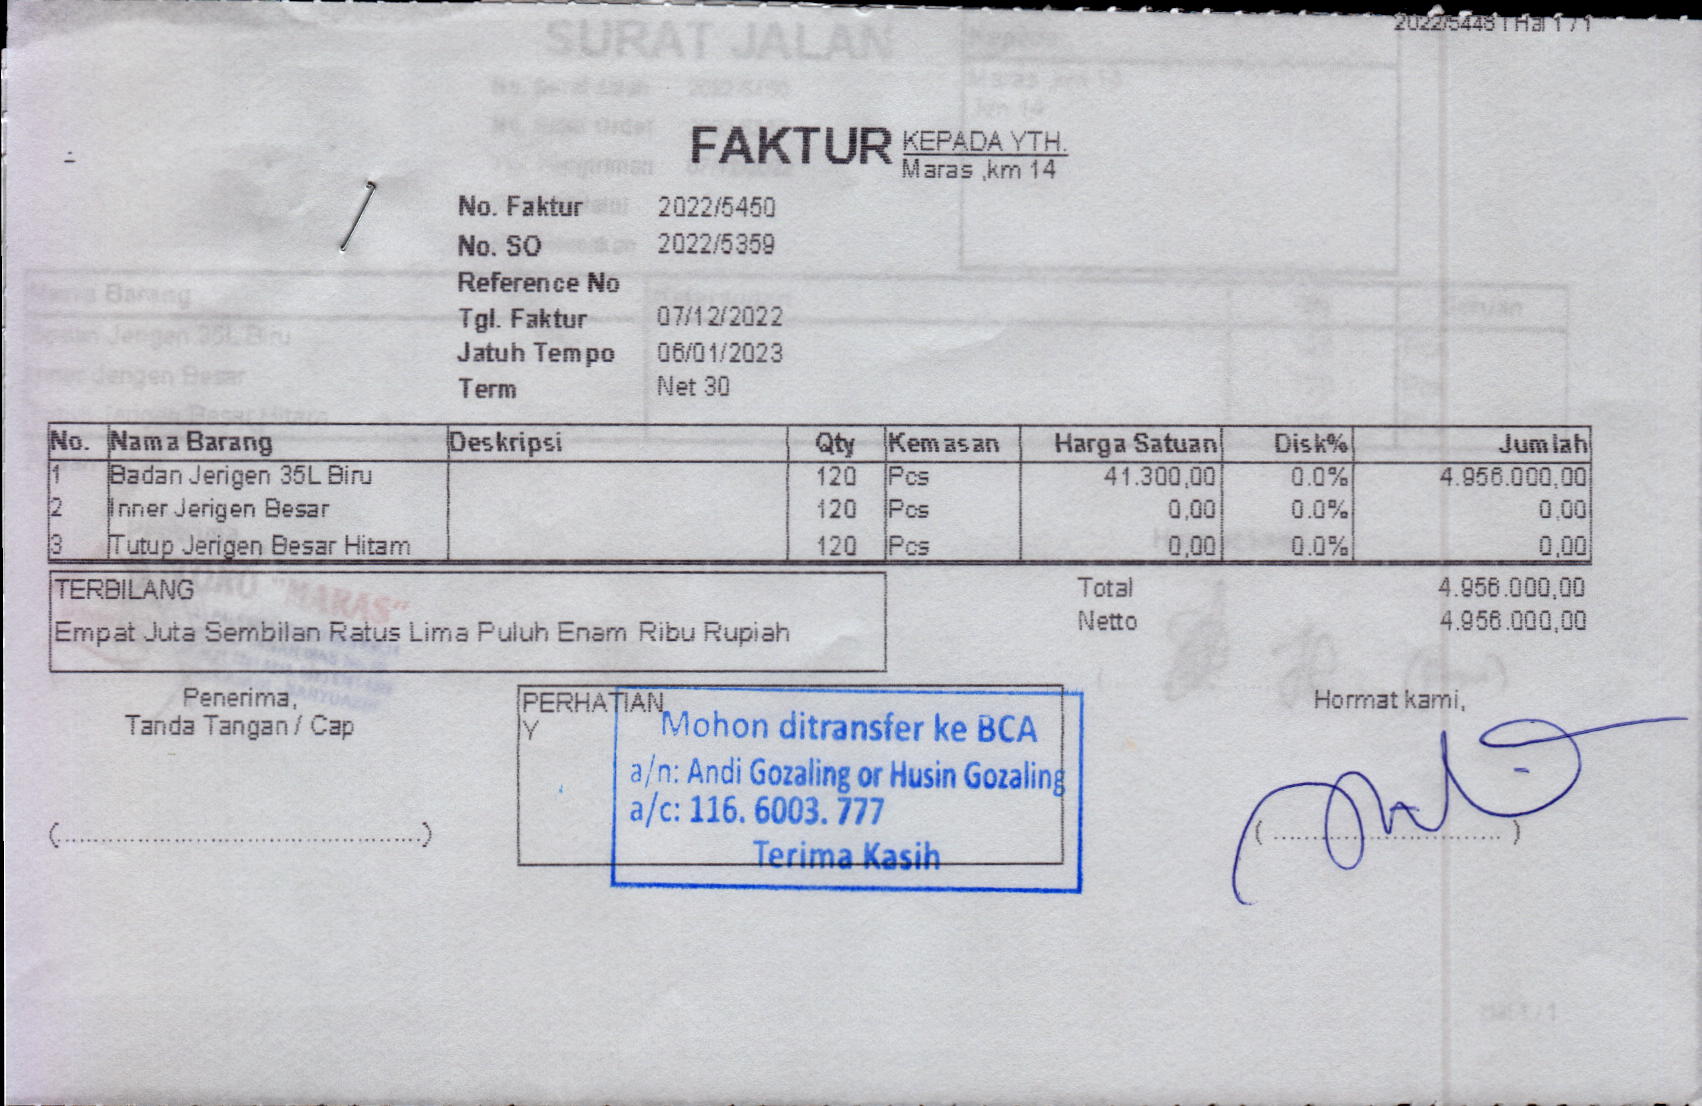 2022/5448 | Hal 1 / 1
SURAT JALAN
FAKTUR
KEPADA YTH.
Maras ,km 14
No. Faktur 2022/5450
No. SO 2022/5359
Reference No
Tgl. Faktur 07/12/2022
Jatuh Tempo 06/01/2023
Term Net 30
No. Nama Barang Deskripsi Qty Kemasan Harga Satuan Disk% Jumlah
1 Badan Jerigen 35L Biru 120 Pcs 41.300,00 0.0% 4.956.000,00
2 Inner Jerigen Besar 120 Pcs 0,00 0.0% 0,00
3 Tutup Jerigen Besar Hitam 120 Pcs 0,00 0.0% 0,00
TERBILANG
Empat Juta Sembilan Ratus Lima Puluh Enam Ribu Rupiah
Total 4.956.000,00
Netto 4.956.000,00
Penerima,
Tanda Tangan / Cap
(............................................)
PERHATIAN
Y
Mohon ditransfer ke BCA
a/n: Andi Gozaling or Husin Gozaling
a/c: 116. 6003. 777
Terima Kasih
Hormat kami,
( ............................ )